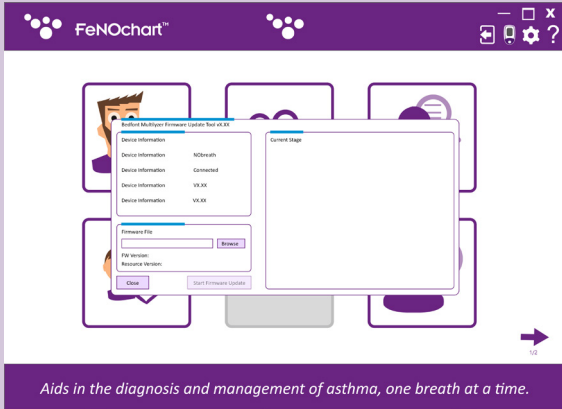 FeNOchart™
Bedfont Multilyzer Firmware Update Tool vX.XX
Device Information
Device Information NObreath
Device Information Connected
Device Information VX.XX
Device Information VX.XX
Firmware File
Browse
FW Version:
Resource Version:
Close Start Firmware Update
Current Stage
1/2
Aids in the diagnosis and management of asthma, one breath at a time.